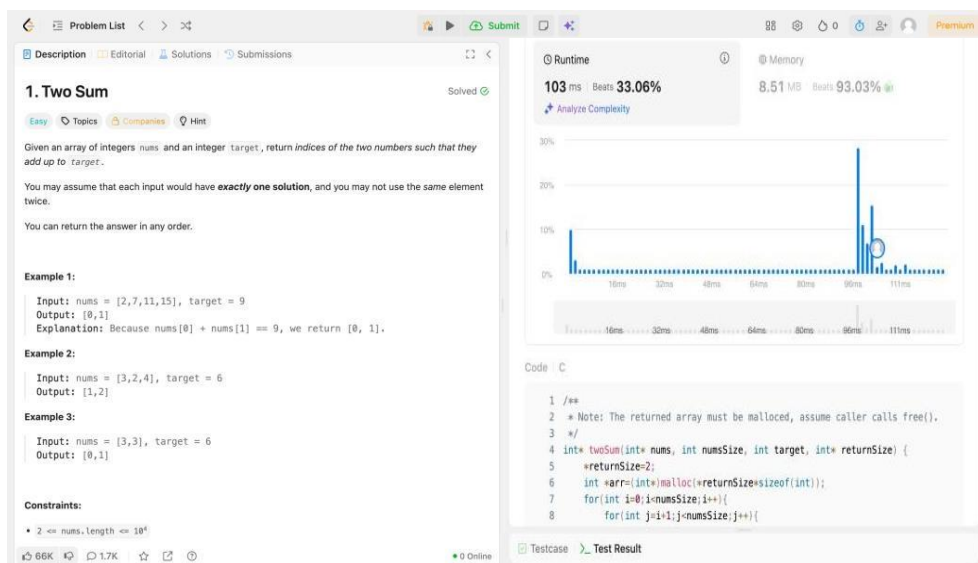 Problem List
Submit
0
Premium
Description
Editorial
Solutions
Submissions
1. Two Sum
Solved
Easy
Topics
Companies
Hint
Given an array of integers nums and an integer target, return indices of the two numbers such that they
add up to target.
You may assume that each input would have exactly one solution, and you may not use the same element
twice.
You can return the answer in any order.
Example 1:
Input: nums = [2,7,11,15], target = 9
Output: [0,1]
Explanation: Because nums[0] + nums[1] == 9, we return [0, 1].
Example 2:
Input: nums = [3,2,4], target = 6
Output: [1,2]
Example 3:
Input: nums = [3,3], target = 6
Output: [0,1]
Constraints:
• 2 <= nums.length <= 10⁴
66K
1.7K
0 Online
Runtime
103 ms Beats 33.06%
Analyze Complexity
Memory
8.51 MB Beats 93.03%
30%
20%
10%
0%
16ms 32ms 48ms 64ms 80ms 96ms 111ms
16ms 32ms 48ms 64ms 80ms 96ms 111ms
Code C
1 /**
2 * Note: The returned array must be malloced, assume caller calls free().
3 */
4 int* twoSum(int* nums, int numsSize, int target, int* returnSize) {
5 *returnSize=2;
6 int *arr=(int*)malloc(*returnSize*sizeof(int));
7 for(int i=0;i<numsSize;i++){
8 for(int j=i+1;j<numsSize;j++){
Testcase
Test Result